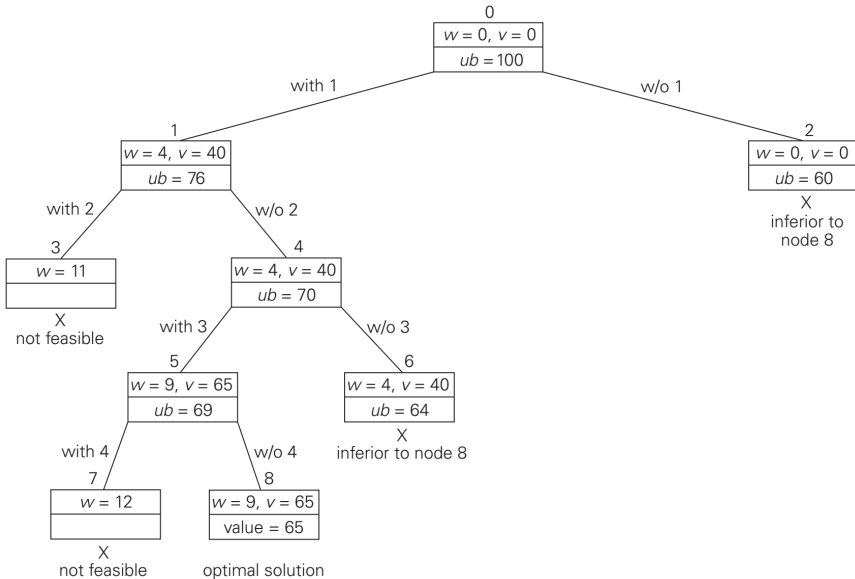 0
w = 0, v = 0
ub = 100
with 1
w/o 1
1
w = 4, v = 40
ub = 76
2
w = 0, v = 0
ub = 60
X
inferior to
node 8
with 2
w/o 2
3
w = 11
X
not feasible
4
w = 4, v = 40
ub = 70
with 3
w/o 3
5
w = 9, v = 65
ub = 69
6
w = 4, v = 40
ub = 64
X
inferior to node 8
with 4
w/o 4
7
w = 12
X
not feasible
8
w = 9, v = 65
value = 65
optimal solution